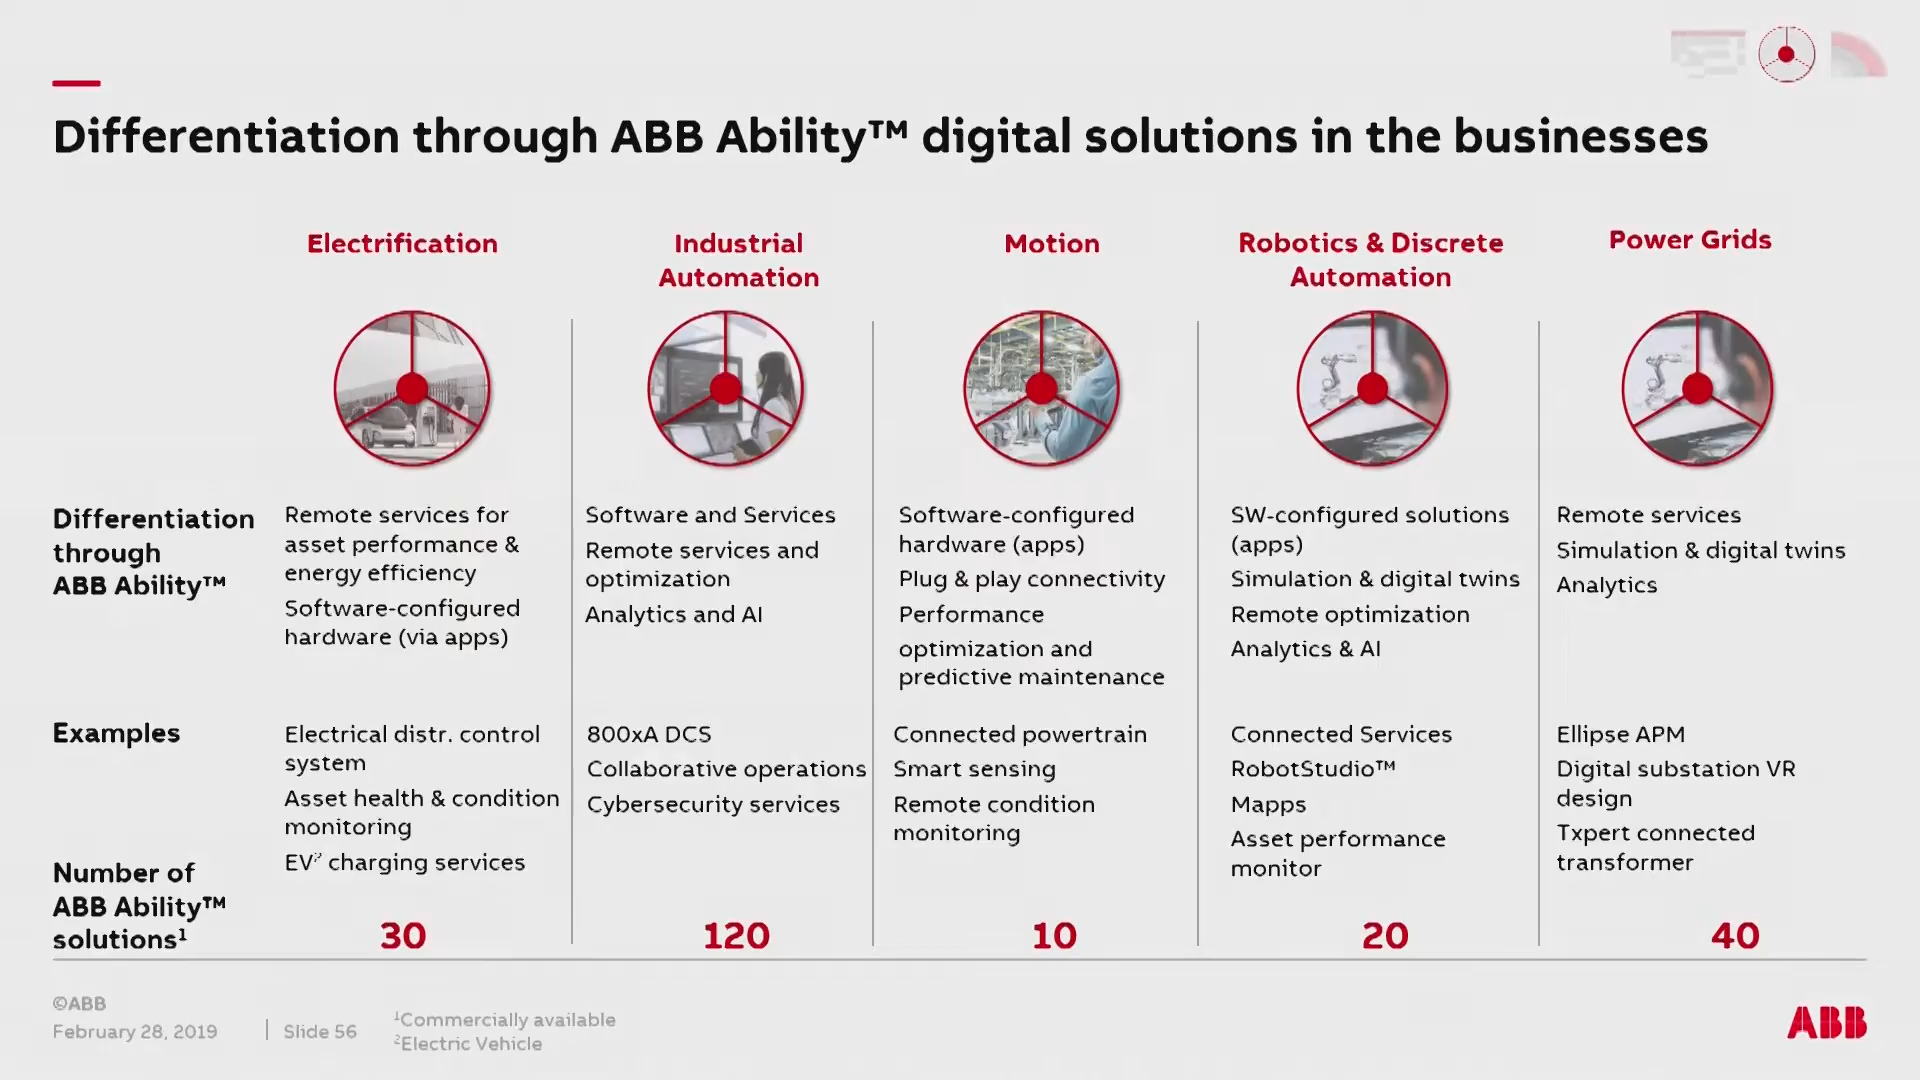 Differentiation through ABB Ability™ digital solutions in the businesses
Electrification
Industrial
Automation
Motion
Robotics & Discrete
Automation
Power Grids
Differentiation
through
ABB Ability™
Remote services for
asset performance &
energy efficiency
Software-configured
hardware (via apps)
Software and Services
Remote services and
optimization
Analytics and AI
Software-configured
hardware (apps)
Plug & play connectivity
Performance
optimization and
predictive maintenance
SW-configured solutions
(apps)
Simulation & digital twins
Remote optimization
Analytics & AI
Remote services
Simulation & digital twins
Analytics
Examples
Electrical distr. control
system
Asset health & condition
monitoring
EV² charging services
800xA DCS
Collaborative operations
Cybersecurity services
Connected powertrain
Smart sensing
Remote condition
monitoring
Connected Services
RobotStudio™
Mapps
Asset performance
monitor
Ellipse APM
Digital substation VR
design
Txpert connected
transformer
Number of
ABB Ability™
solutions¹
30
120
10
20
40
©ABB
February 28, 2019
Slide 56
¹Commercially available
²Electric Vehicle
ABB